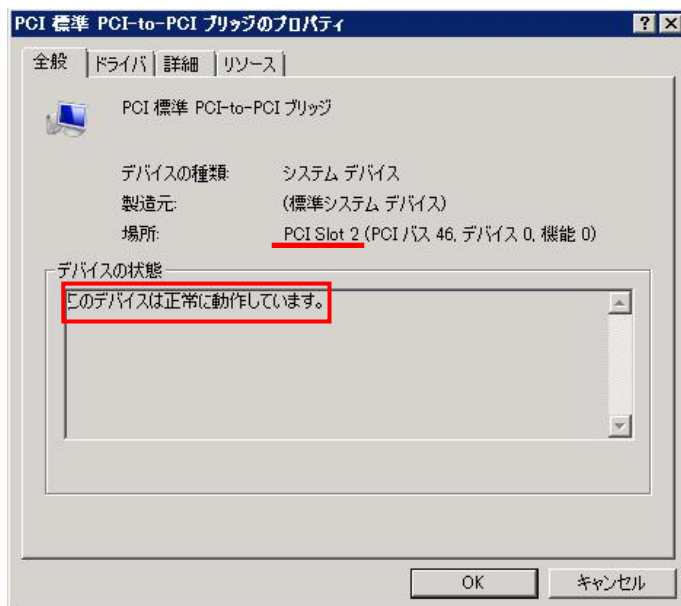 PCI 標準 PCI-to-PCI ブリッジのプロパティ
全般 ドライバ 詳細 リソース
PCI 標準 PCI-to-PCI ブリッジ
デバイスの種類: システム デバイス
製造元: (標準システム デバイス)
場所: PCI Slot 2 (PCI バス 46, デバイス 0, 機能 0)
デバイスの状態
このデバイスは正常に動作しています。
OK キャンセル